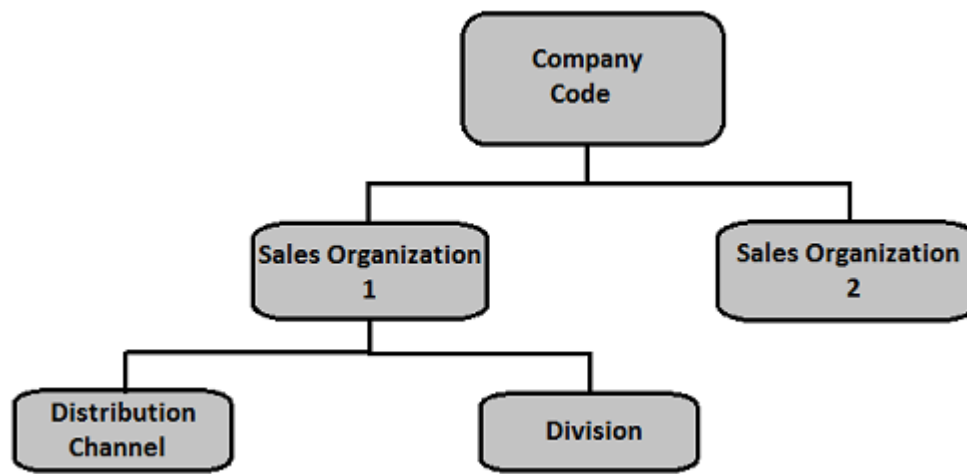 Company
Code
Sales Organization
1
Sales Organization
2
Distribution
Channel
Division